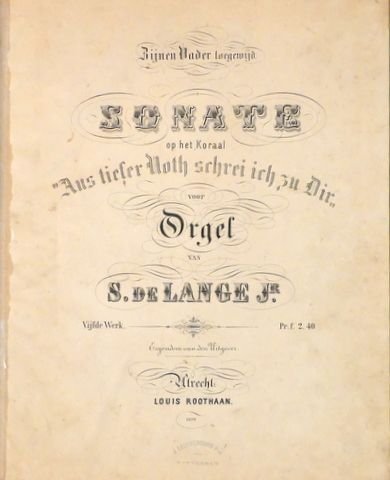 Zijnen Vader toegewijd.
SONATE
op het Koraal
"Aus tiefer Noth schrei ich zu Dir"
VOOR
Orgel
VAN
S. DE LANGE JR.
Vijfde Werk. Pr. f. 2. 40
Eigendom van den Uitgever
Utrecht
LOUIS ROOTHAAN.